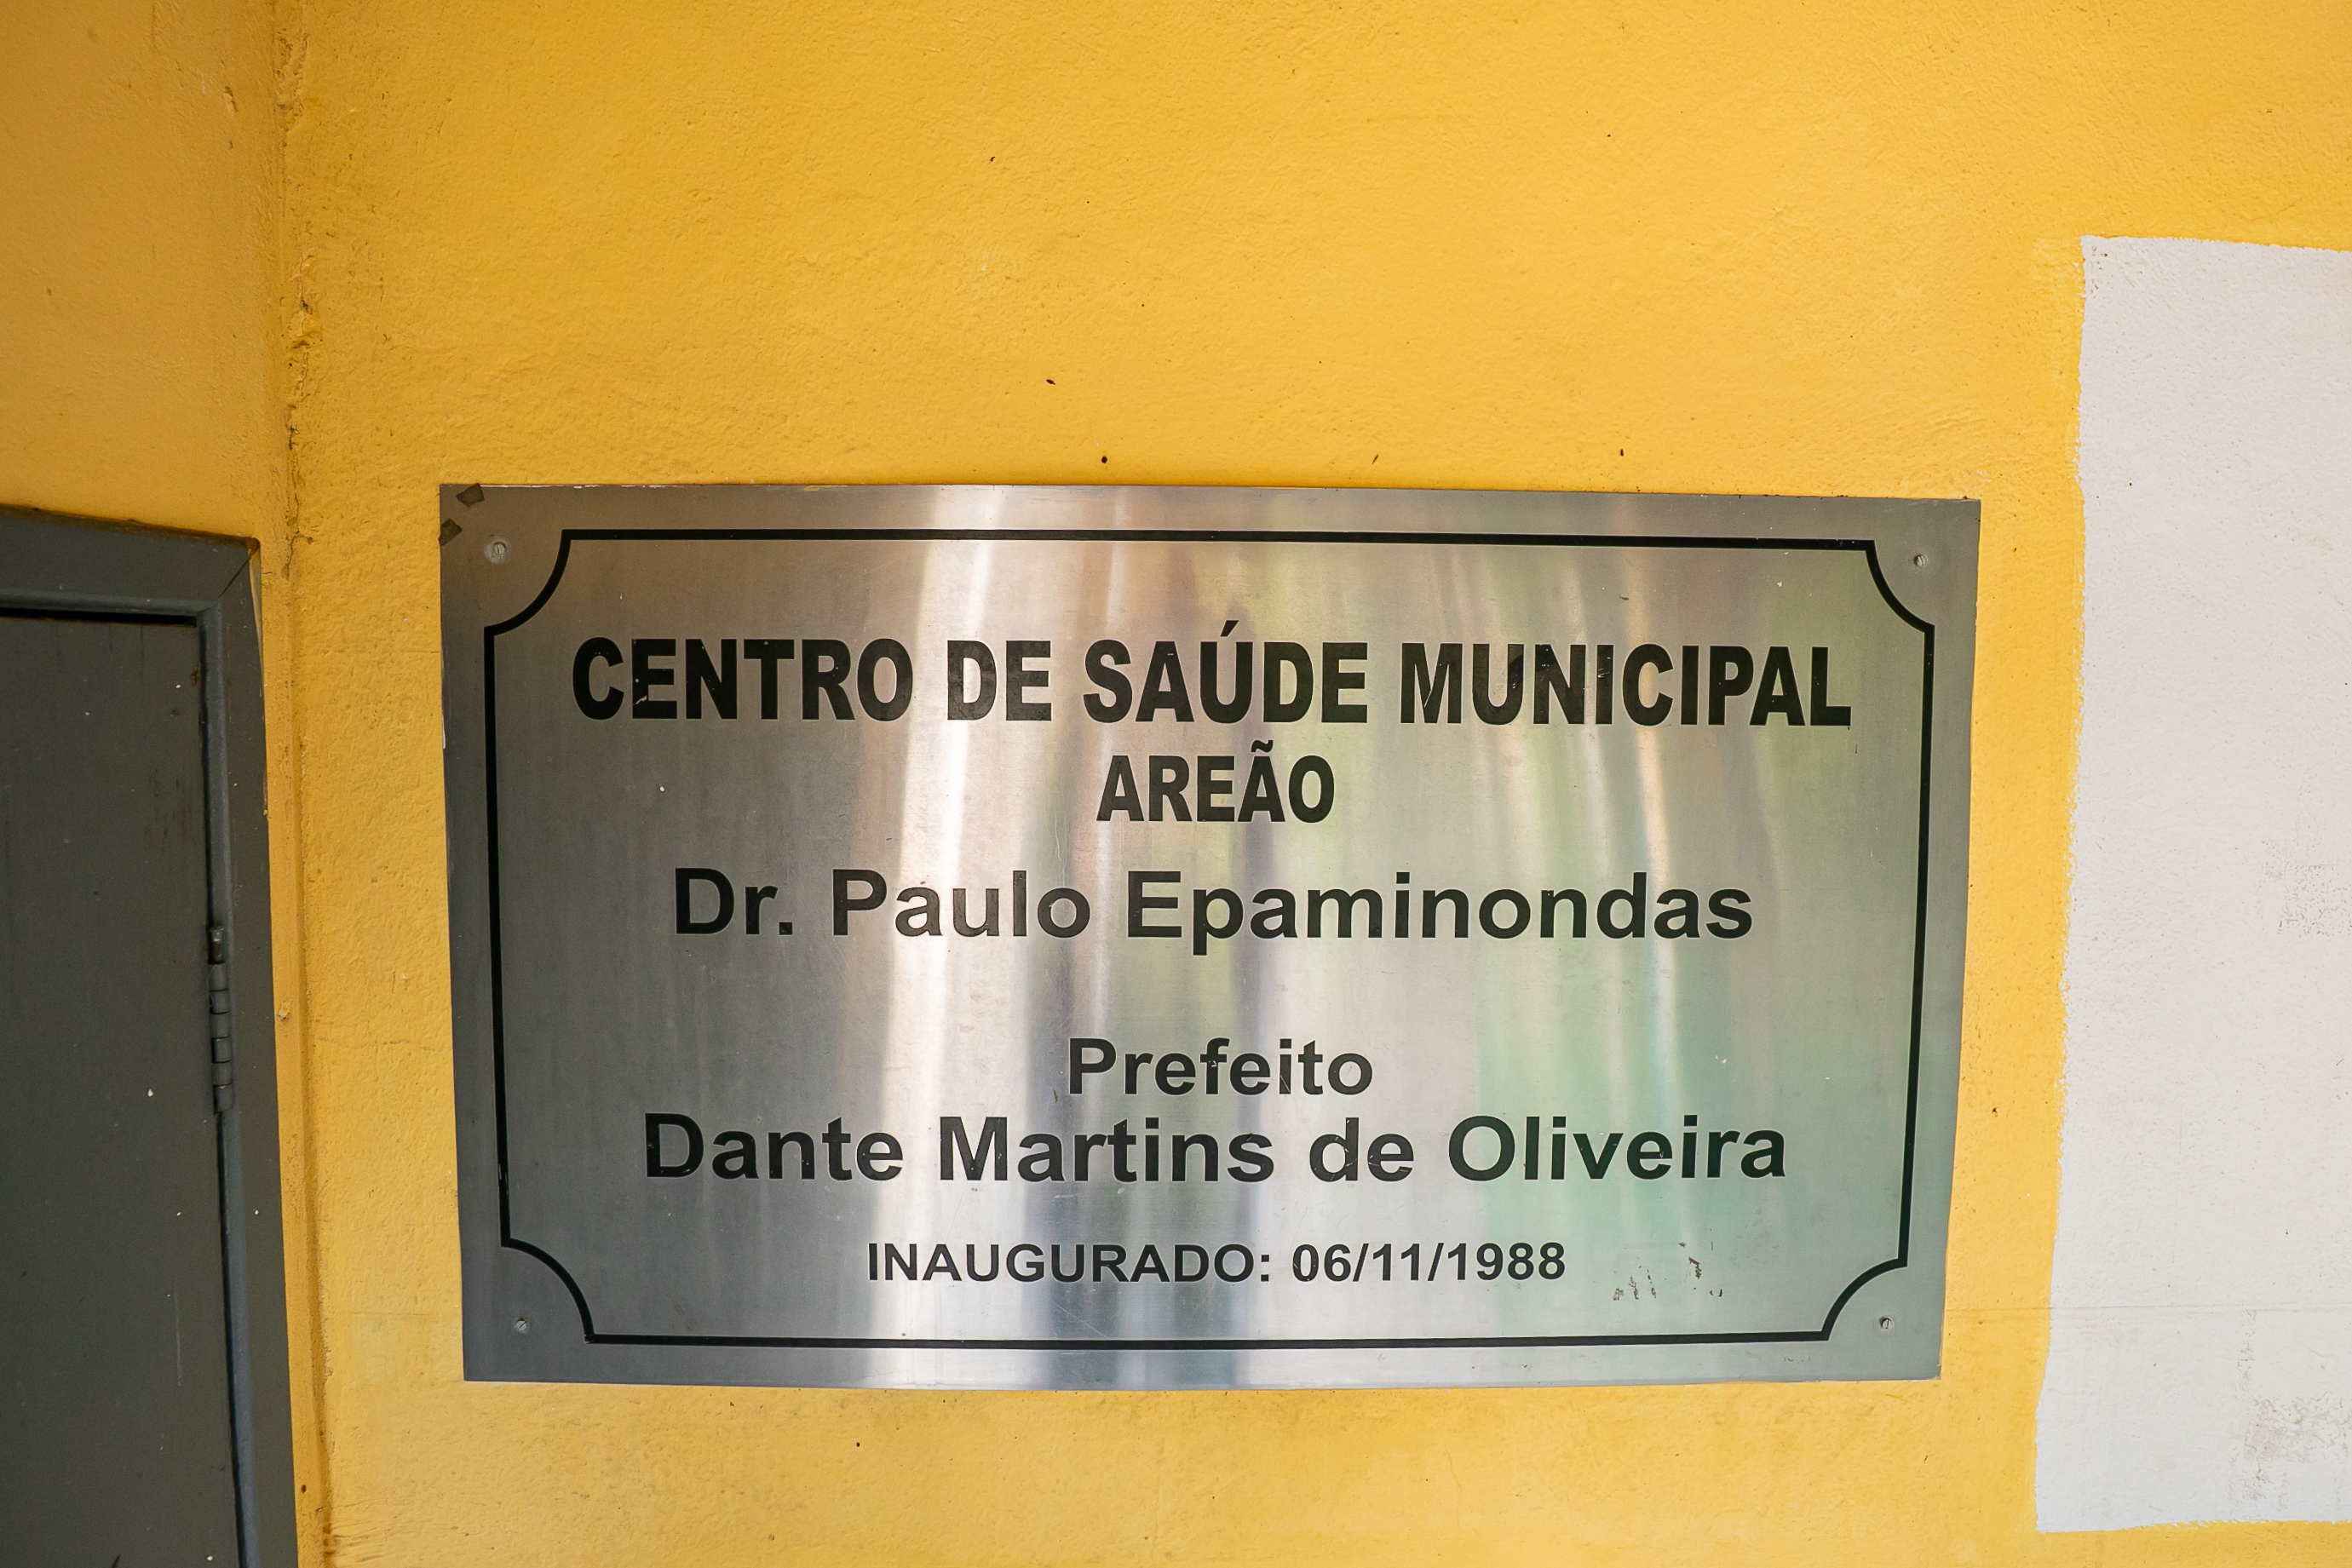 CENTRO DE SAÚDE MUNICIPAL
AREÃO
Dr. Paulo Epaminondas
Prefeito
Dante Martins de Oliveira
INAUGURADO: 06/11/1988